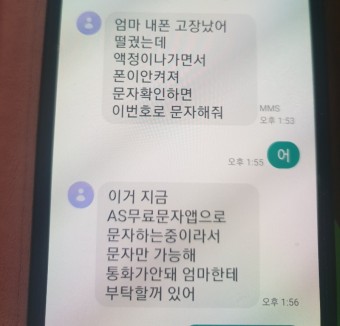 엄마 내폰 고장났어
떨궜는데
액정이나가면서
폰이안켜져
문자확인하면
이번호로 문자해줘
MMS
오후 1:53
오후 1:55
어
이거 지금
AS무료문자앱으로
문자하는중이라서
문자만 가능해
통화가안돼 엄마한테
부탁할꺼 있어
오후 1:56